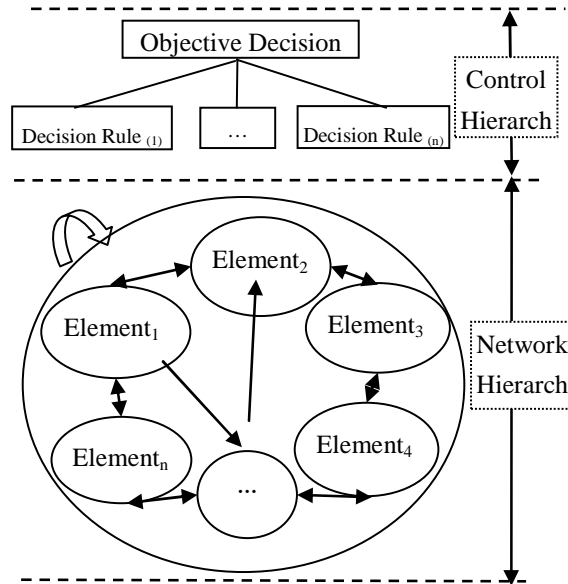 Objective Decision
Decision Rule (1)
...
Decision Rule (n)
Control
Hierarch
Element2
Element1
Element3
Network
Hierarch
Elementn
Element4
...